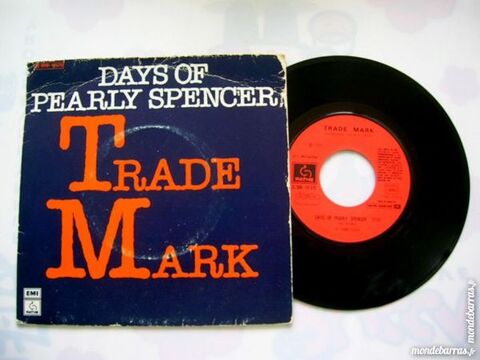 DAYS OF
PEARLY SPENCER
TRADE
MARK
EMI
TRADE MARK
DAYS OF PEARLY SPENCER
mondebarras.fr